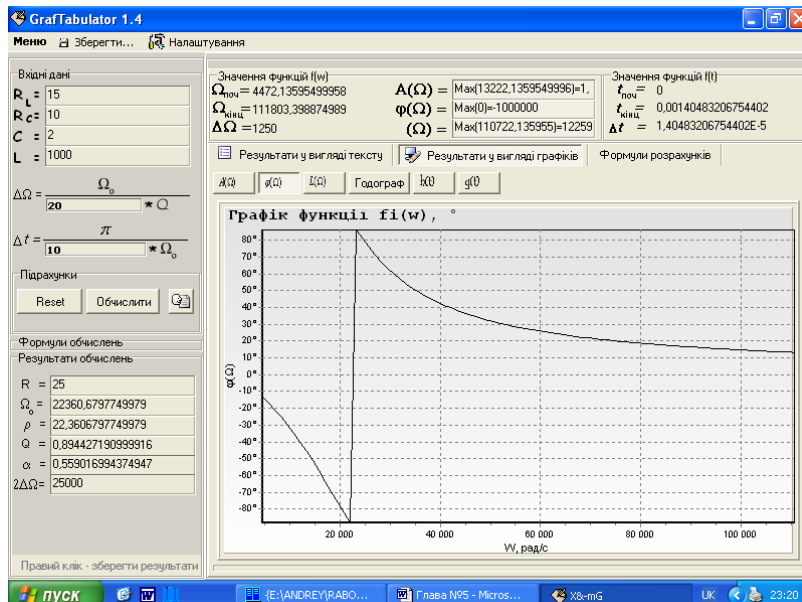 GrafTabulator 1.4
Меню Зберегти... Налаштування
Вхідні дані
R L = 15
R c = 10
C = 2
L = 1000
ΔΩ = Ωo
20 * Q
Δt = π
10 * Ωo
Підрахунки
Reset Обчислити
Формули обчислень
Результати обчислень
R = 25
Ωo = 22360,6797749979
ρ = 22,3606797749979
Q = 0,894427190999916
α = 0,559016994374947
2ΔΩ= 25000
Правий клік - зберегти результати
Значення функцій f(w)
Ωпоч= 4472,13595499958
Ωкінц=111803,398874989
ΔΩ =1250
A(Ω) = Max(13222,1359549996)=1,
φ(Ω) = Max(0)=-1000000
(Ω) = Max(110722,135955)=12259
Значення функцій f(t)
tпоч= 0
tкінц= 0,00140483206754402
Δt = 1,40483206754402E-5
Результати у вигляді тексту Результати у вигляді графіків Формули розрахунків
A(Ω) φ(Ω) L(Ω) Годограф h(t) g(t)
Графік функції fi(w), °
80°
70°
60°
50°
40°
30°
20°
10°
0°
-10°
-20°
-30°
-40°
-50°
-60°
-70°
-80°
φ(Ω)
20 000 40 000 60 000 80 000 100 000
W, рад/с
пуск {E:\ANDREY\RABO... Глава №5 - Micros... X&-mG UK 23:20